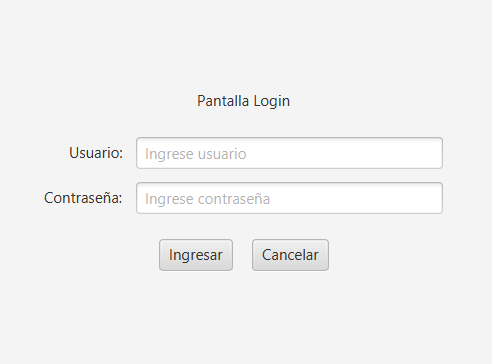 Pantalla Login
Usuario: Ingrese usuario
Contraseña: Ingrese contraseña
Ingresar Cancelar